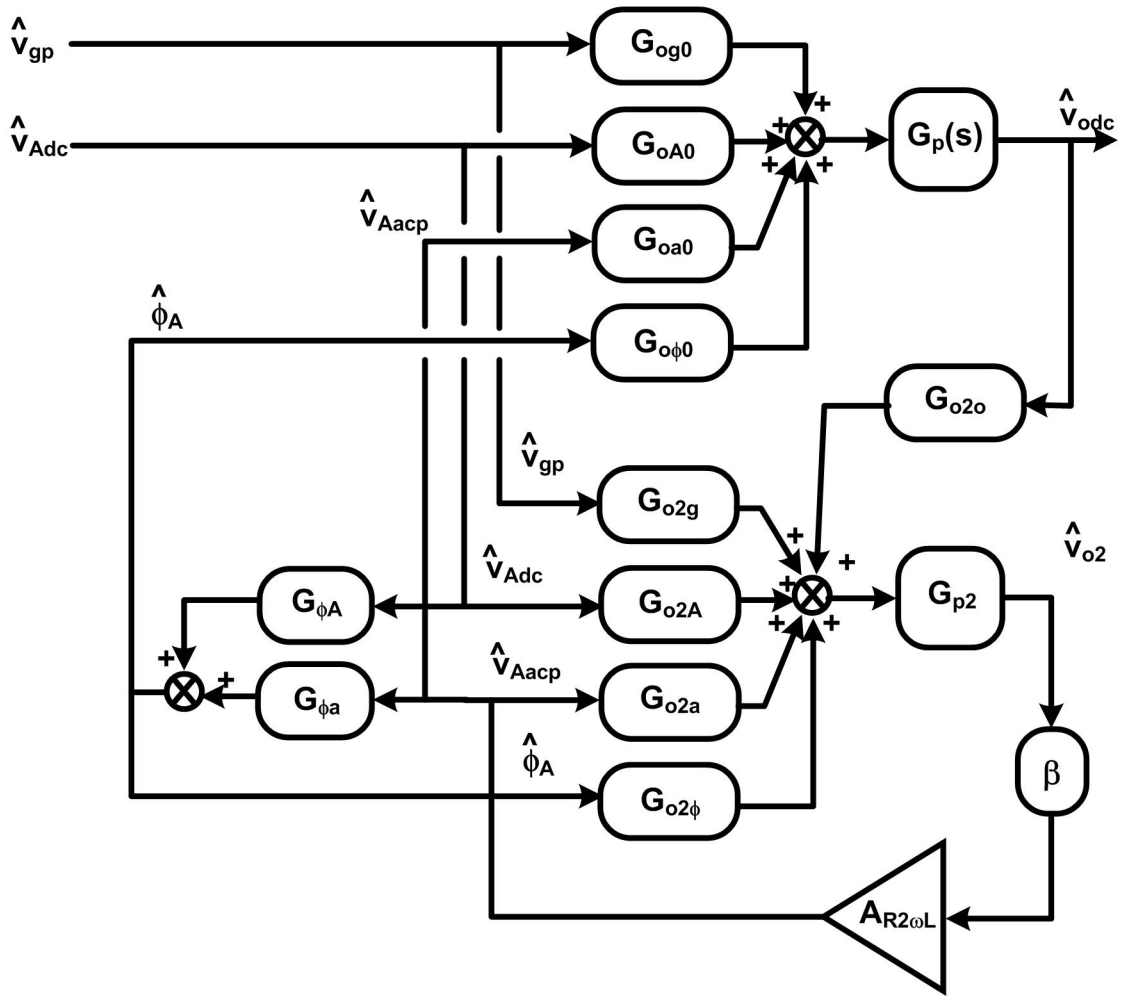 v̂gp
Gog0
+
v̂Adc
GoA0
+
Gp(s)
v̂odc
+
+
v̂Aacp
Goa0
ϕ̂A
Goϕ0
Go2o
v̂gp
Go2g
+
+
v̂o2
v̂Adc
GϕA
Go2A
+
Gp2
+
+
+
+
v̂Aacp
Gϕa
Go2a
ϕ̂A
Go2ϕ
β
AR2ωL